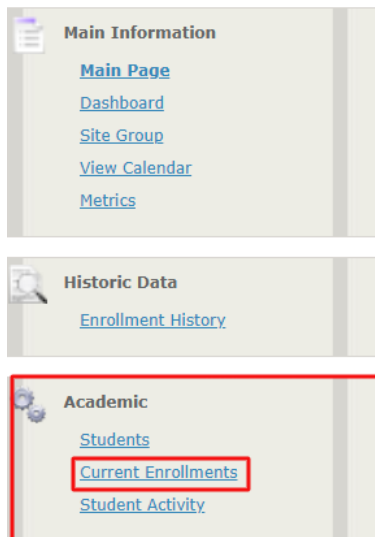 Main Information
Main Page
Dashboard
Site Group
View Calendar
Metrics
Historic Data
Enrollment History
Academic
Students
Current Enrollments
Student Activity